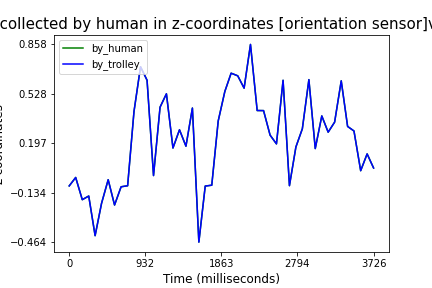 collected by human in z-coordinates [orientation sensor]v
by_human
by_trolley
0.858
0.528
0.197
−0.134
−0.464
z-coordinates
0 932 1863 2794 3726
Time (milliseconds)